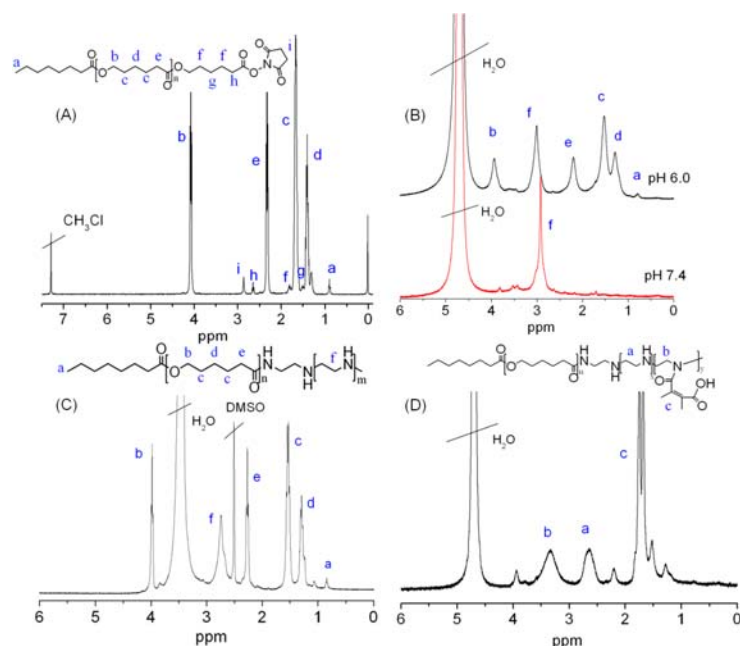 a b d e f f i
O O O O
c c n g h
O O N
O O
(A)
b
c
e
d
CH3Cl
i h f g a
7 6 5 4 3 2 1 0
ppm
(B)
H2O
b f e c d a
pH 6.0
H2O
f
pH 7.4
6 5 4 3 2 1 0
ppm
a b d e f
O O O
c c n
H N N H H N m
(C)
H2O
DMSO
b
f
e
c
d
a
6 5 4 3 2 1 0
ppm
a b
O O O
H N N H H N N
O OH
c O
(D)
H2O
b
a
c
6 5 4 3 2 1 0
ppm